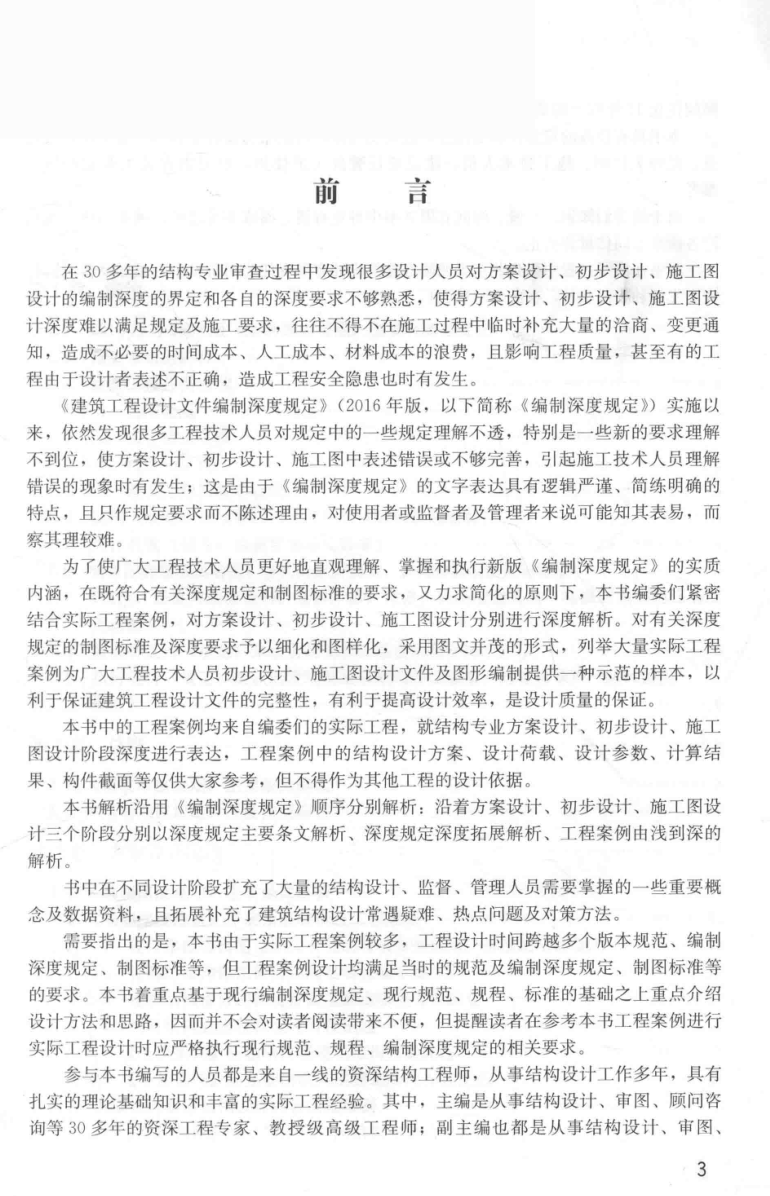 前 言
在 30 多年的结构专业审查过程中发现很多设计人员对方案设计、初步设计、施工图
设计的编制深度的界定和各自的深度要求不够熟悉，使得方案设计、初步设计、施工图设
计深度难以满足规定及施工要求，往往不得不在施工过程中临时补充大量的洽商、变更通
知，造成不必要的时间成本、人工成本、材料成本的浪费，且影响工程质量，甚至有的工
程由于设计者表述不正确，造成工程安全隐患也时有发生。
《建筑工程设计文件编制深度规定》（2016 年版，以下简称《编制深度规定》）实施以
来，依然发现很多工程技术人员对规定中的一些规定理解不透，特别是一些新的要求理解
不到位，使方案设计、初步设计、施工图中表述错误或不够完善，引起施工技术人员理解
错误的现象时有发生；这是由于《编制深度规定》的文字表达具有逻辑严谨、简练明确的
特点，且只作规定要求而不陈述理由，对使用者或监督者及管理者来说可能知其表易，而
察其理较难。
为了使广大工程技术人员更好地直观理解、掌握和执行新版《编制深度规定》的实质
内涵，在既符合有关深度规定和制图标准的要求，又力求简化的原则下，本书编委们紧密
结合实际工程案例，对方案设计、初步设计、施工图设计分别进行深度解析。对有关深度
规定的制图标准及深度要求予以细化和图样化，采用图文并茂的形式，列举大量实际工程
案例为广大工程技术人员初步设计、施工图设计文件及图形编制提供一种示范的样本，以
利于保证建筑工程设计文件的完整性，有利于提高设计效率，是设计质量的保证。
本书中的工程案例均来自编委们的实际工程，就结构专业方案设计、初步设计、施工
图设计阶段深度进行表达，工程案例中的结构设计方案、设计荷载、设计参数、计算结
果、构件截面等仅供大家参考，但不得作为其他工程的设计依据。
本书解析沿用《编制深度规定》顺序分别解析：沿着方案设计、初步设计、施工图设
计三个阶段分别以深度规定主要条文解析、深度规定深度拓展解析、工程案例由浅到深的
解析。
书中在不同设计阶段扩充了大量的结构设计、监督、管理人员需要掌握的一些重要概
念及数据资料，且拓展补充了建筑结构设计常遇疑难、热点问题及对策方法。
需要指出的是，本书由于实际工程案例较多，工程设计时间跨越多个版本规范、编制
深度规定、制图标准等，但工程案例设计均满足当时的规范及编制深度规定、制图标准等
的要求。本书着重点基于现行编制深度规定、现行规范、规程、标准的基础之上重点介绍
设计方法和思路，因而并不会对读者阅读带来不便，但提醒读者在参考本书工程案例进行
实际工程设计时应严格执行现行规范、规程、编制深度规定的相关要求。
参与本书编写的人员都是来自一线的资深结构工程师，从事结构设计工作多年，具有
扎实的理论基础知识和丰富的实际工程经验。其中，主编是从事结构设计、审图、顾问咨
询等 30 多年的资深工程专家、教授级高级工程师；副主编也都是从事结构设计、审图、
3